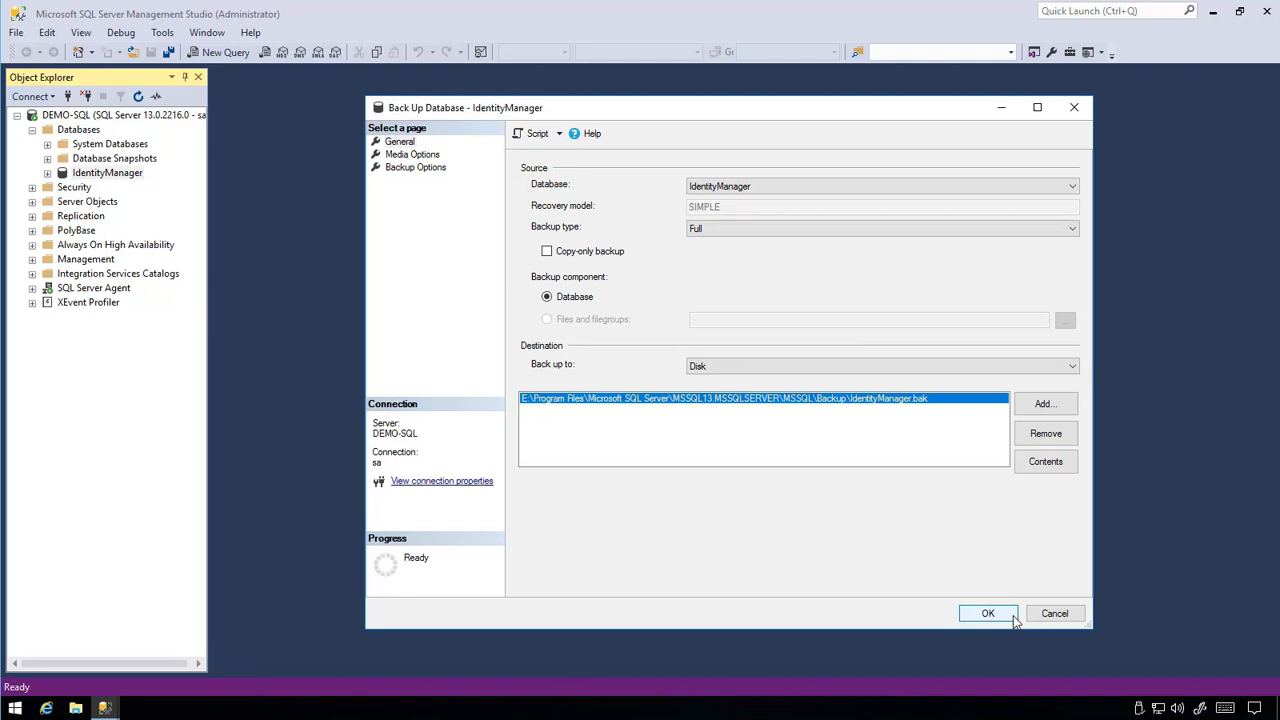 Microsoft SQL Server Management Studio (Administrator)
Quick Launch (Ctrl+Q)
File Edit View Debug Tools Window Help
New Query
Object Explorer
Connect
DEMO-SQL (SQL Server 13.0.2216.0 - sa
Databases
System Databases
Database Snapshots
IdentityManager
Security
Server Objects
Replication
PolyBase
Always On High Availability
Management
Integration Services Catalogs
SQL Server Agent
XEvent Profiler
Back Up Database - IdentityManager
Select a page
General
Media Options
Backup Options
Script Help
Source
Database: IdentityManager
Recovery model: SIMPLE
Backup type: Full
Copy-only backup
Backup component:
Database
Files and filegroups:
...
Destination
Back up to: Disk
E:\Program Files\Microsoft SQL Server\MSSQL13.MSSQLSERVER\MSSQL\Backup\IdentityManager.bak
Add...
Remove
Contents
Connection
Server:
DEMO-SQL
Connection:
sa
View connection properties
Progress
Ready
OK Cancel
Ready